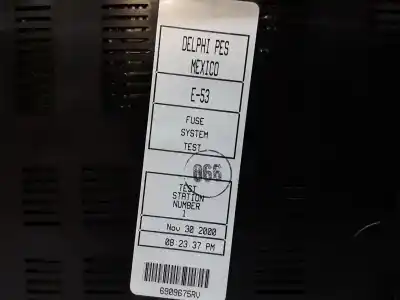 DELPHI PES
MEXICO
E-53
FUSE
SYSTEM
TEST
066
TEST
STATION
NUMBER
1
Nov 30 2000
08 23 37 PM
6909675RV